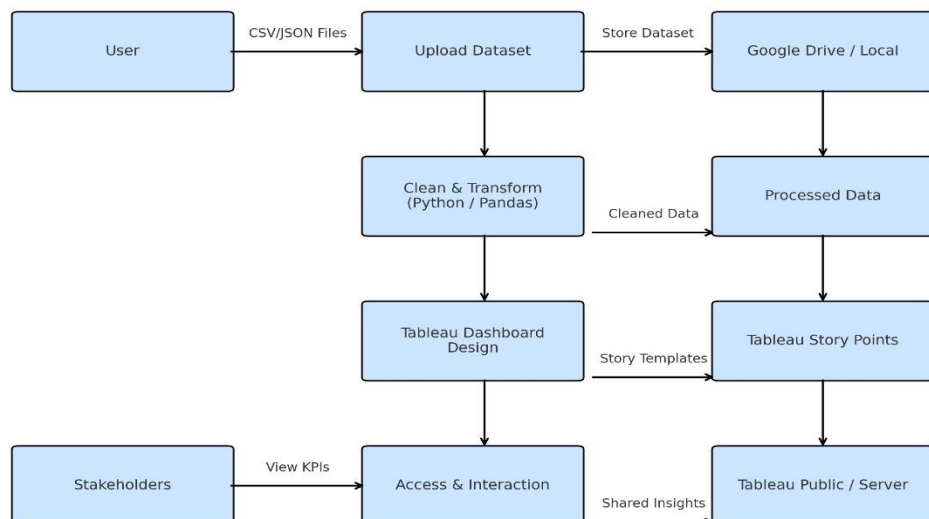 User
CSV/JSON Files
Upload Dataset
Store Dataset
Google Drive / Local
Clean & Transform
(Python / Pandas)
Cleaned Data
Processed Data
Tableau Dashboard
Design
Story Templates
Tableau Story Points
Stakeholders
View KPIs
Access & Interaction
Shared Insights
Tableau Public / Server